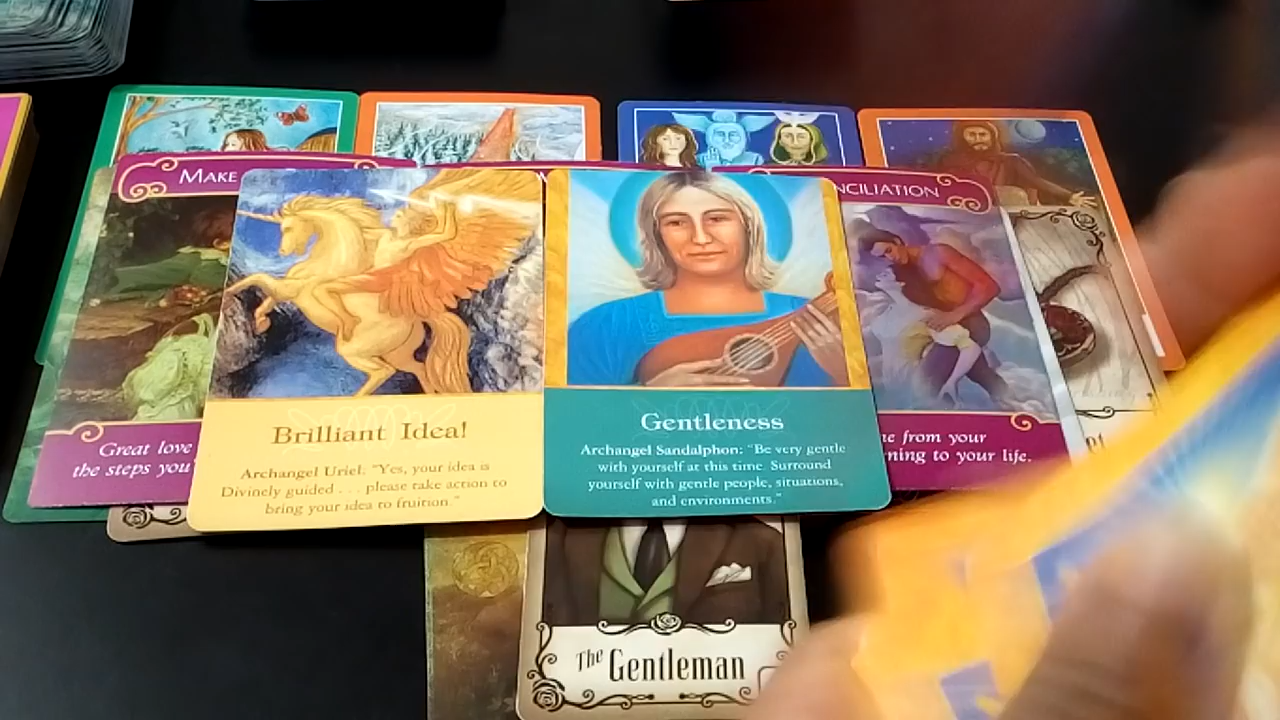 MAKE
NCILIATION
Great love
the steps you
Brilliant Idea!
Archangel Uriel: "Yes, your idea is
Divinely guided . . . please take action to
bring your idea to fruition."
Gentleness
Archangel Sandalphon: "Be very gentle
with yourself at this time. Surround
yourself with gentle people, situations,
and environments."
from your
ning to your life.
The Gentleman